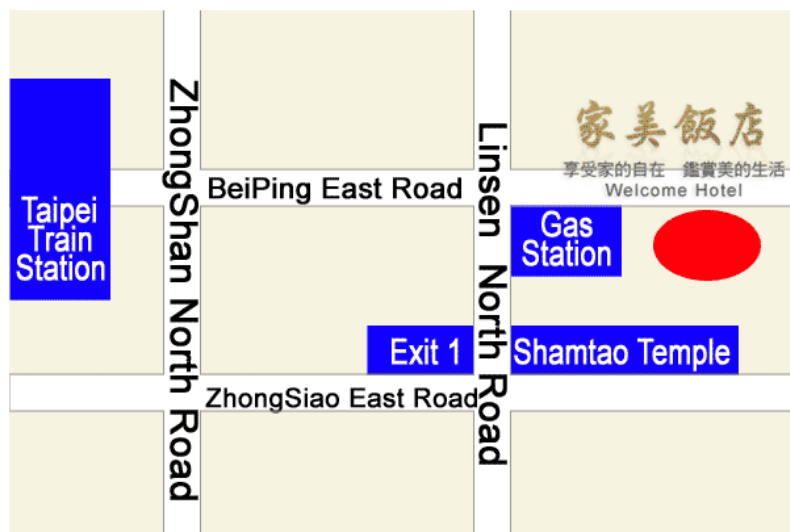 家美飯店
享受家的自在 鑑賞美的生活
Welcome Hotel
ZhongShan North Road
Linsen North Road
BeiPing East Road
Taipei
Train
Station
Gas
Station
Exit 1
Shamtao Temple
ZhongSiao East Road